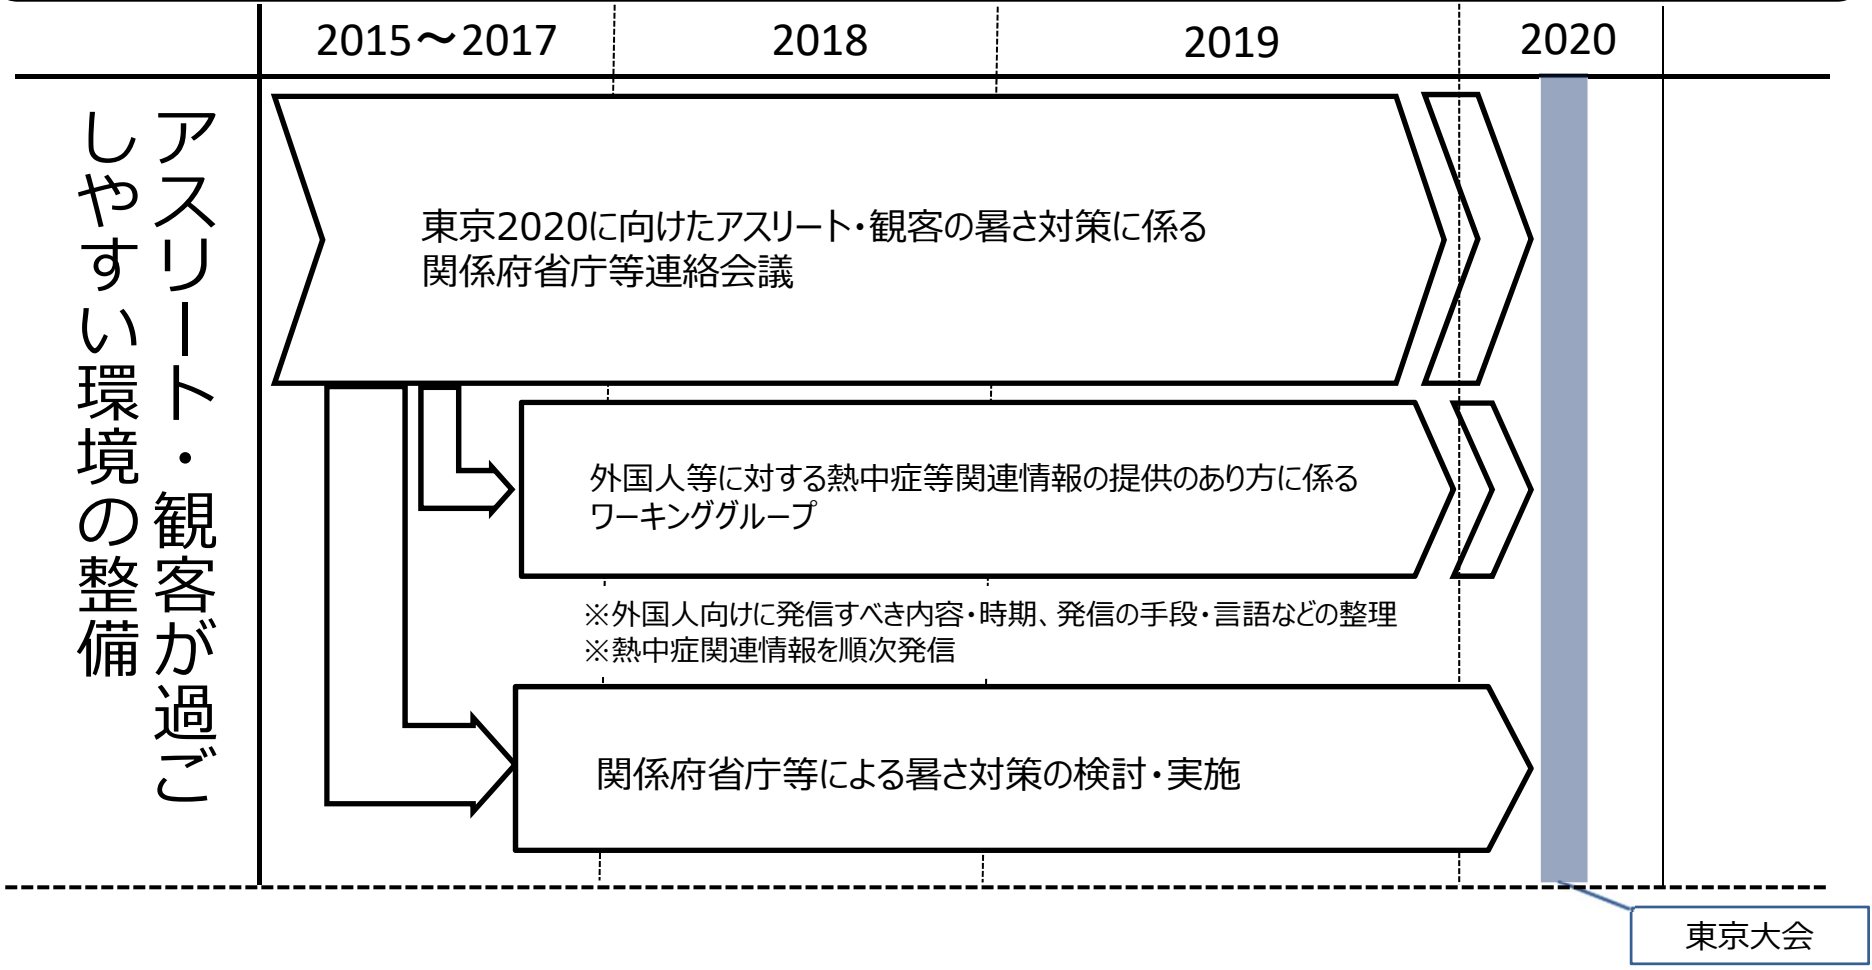 2015～2017
2018
2019
2020
アスリート・観客が過ご
しやすい環境の整備
東京2020に向けたアスリート・観客の暑さ対策に係る
関係府省庁等連絡会議
外国人等に対する熱中症等関連情報の提供のあり方に係る
ワーキンググループ
※外国人向けに発信すべき内容・時期、発信の手段・言語などの整理
※熱中症関連情報を順次発信
関係府省庁等による暑さ対策の検討・実施
東京大会